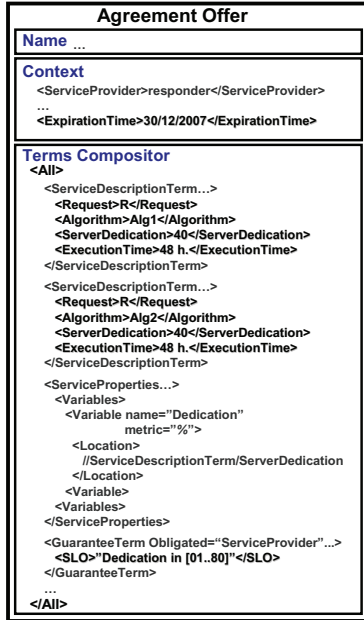 Agreement Offer
Name ...
Context
<ServiceProvider>responder</ServiceProvider>
...
<ExpirationTime>30/12/2007</ExpirationTime>
Terms Compositor
<All>
<ServiceDescriptionTerm...>
<Request>R</Request>
<Algorithm>Alg1</Algorithm>
<ServerDedication>40</ServerDedication>
<ExecutionTime>48 h.</ExecutionTime>
</ServiceDescriptionTerm>
<ServiceDescriptionTerm...>
<Request>R</Request>
<Algorithm>Alg2</Algorithm>
<ServerDedication>40</ServerDedication>
<ExecutionTime>48 h.</ExecutionTime>
</ServiceDescriptionTerm>
<ServiceProperties...>
<Variables>
<Variable name="Dedication"
metric="%">
<Location>
//ServiceDescriptionTerm/ServerDedication
</Location>
<Variable>
<Variables>
</ServiceProperties>
<GuaranteeTerm Obligated="ServiceProvider"...>
<SLO>"Dedication in [01..80]"</SLO>
</GuaranteeTerm>
...
</All>